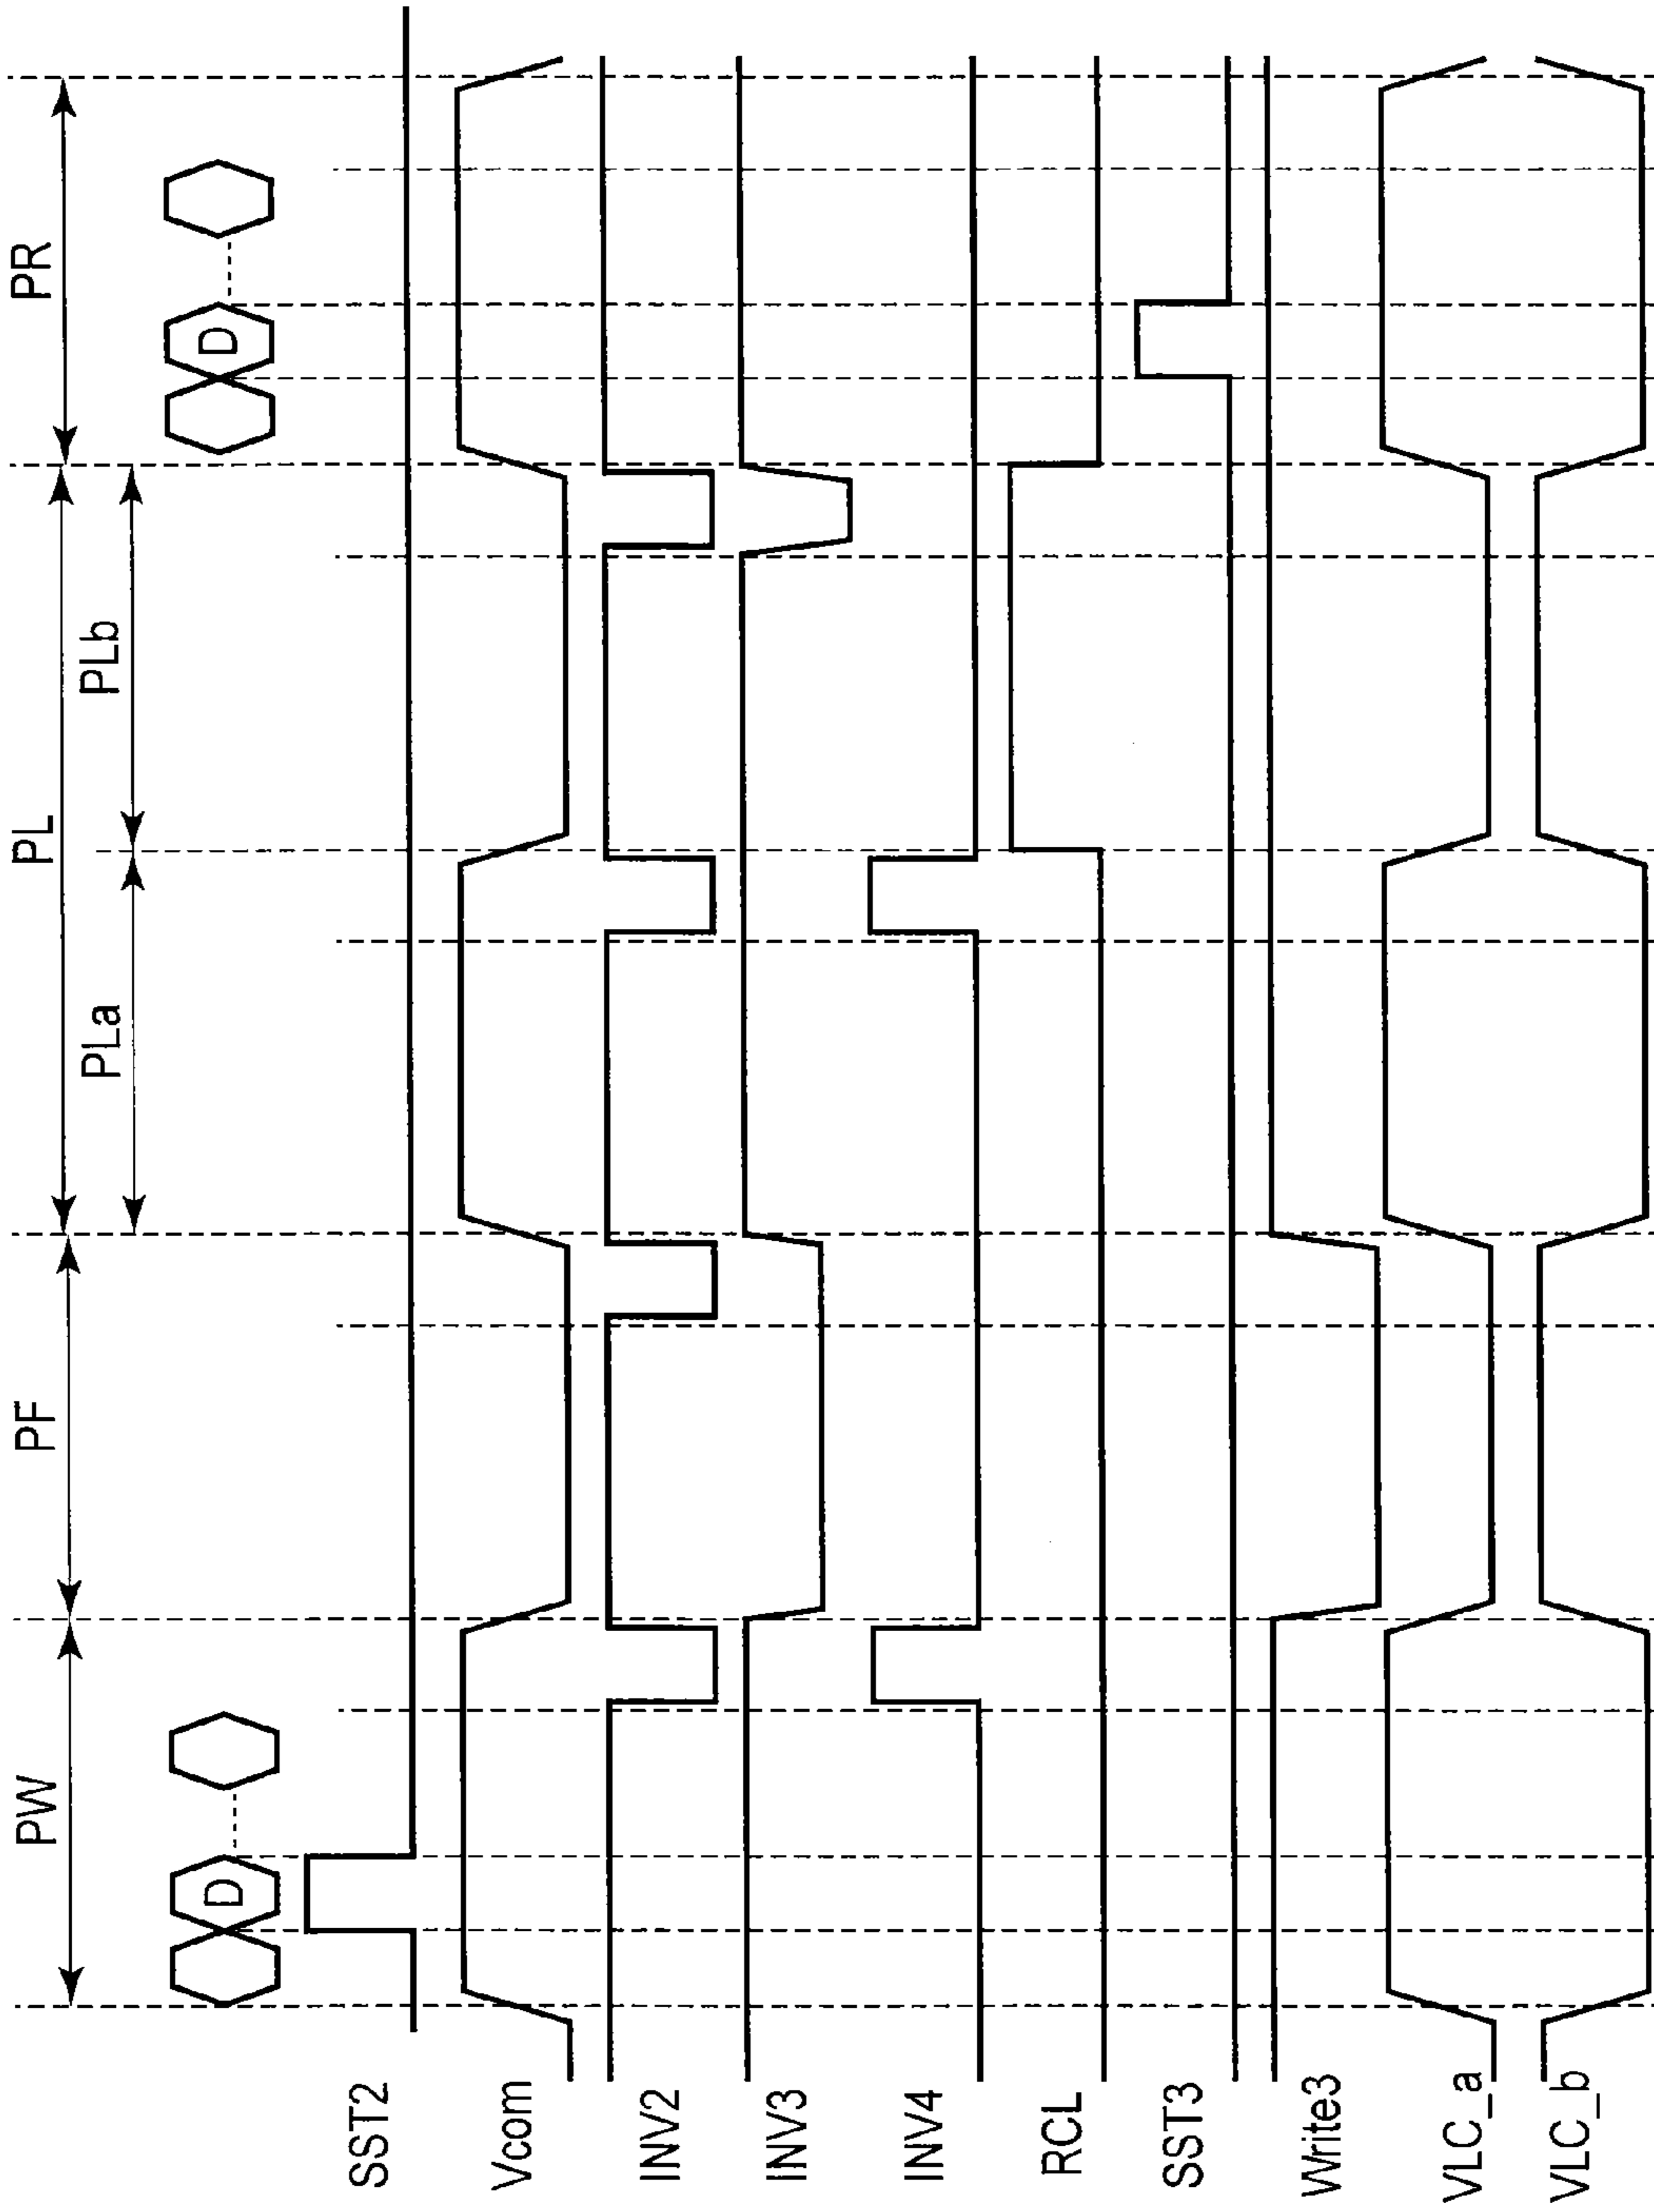 PW PF PL PR
PLa PLb
D D
SST2
Vcom
INV2
INV3
INV4
RCL
SST3
Write3
VLC_a
VLC_b